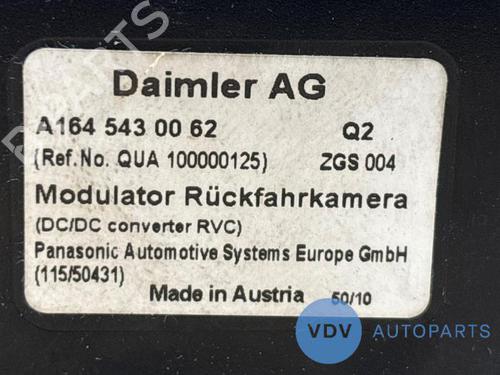 Daimler AG
A164 543 00 62 Q2
(Ref.No. QUA 100000125) ZGS 004
Modulator Rückfahrkamera
(DC/DC converter RVC)
Panasonic Automotive Systems Europe GmbH
(115/50431)
Made in Austria 50/10
VDV AUTOPARTS